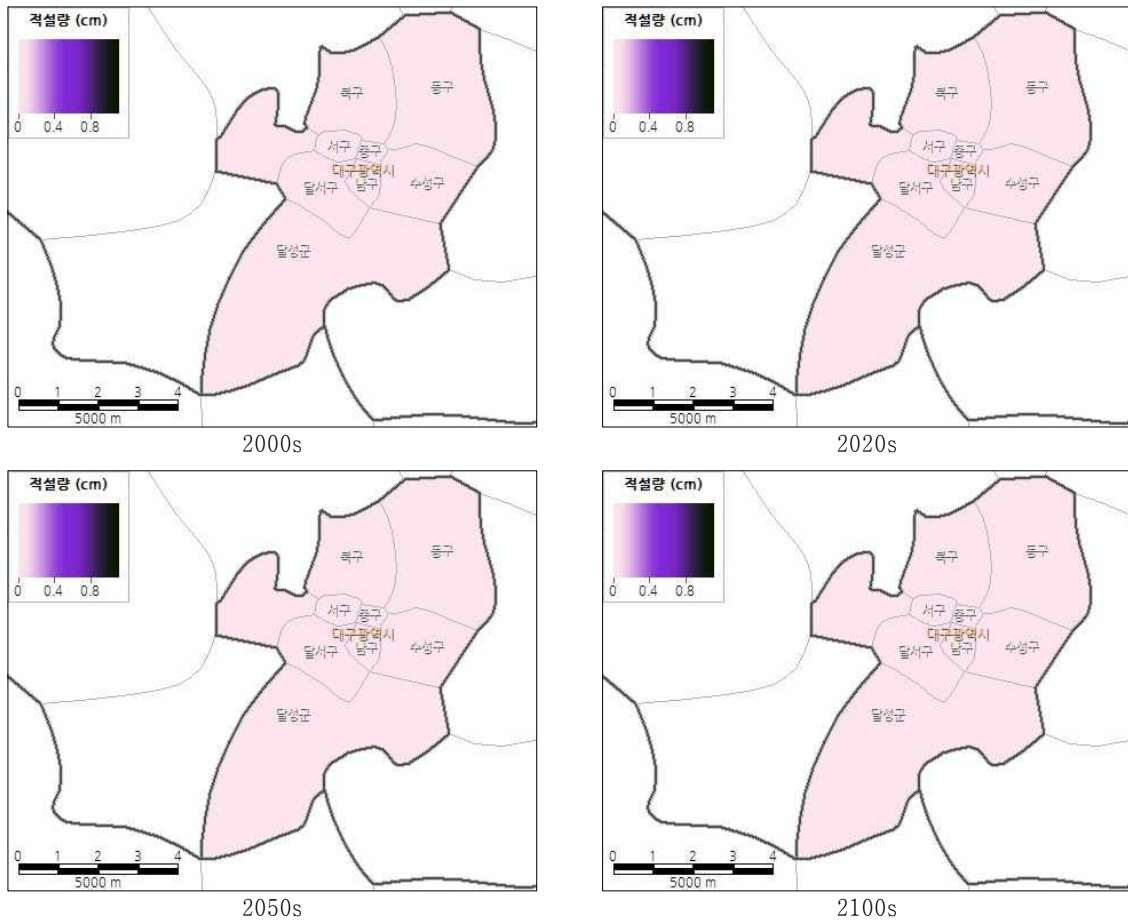 적설량 (cm)
0 0.4 0.8
북구
동구
서구
중구
대구광역시
달서구
남구
수성구
달성군
0 1 2 3 4
5000 m
2000s
적설량 (cm)
0 0.4 0.8
북구
동구
서구
중구
대구광역시
달서구
남구
수성구
달성군
0 1 2 3 4
5000 m
2020s
적설량 (cm)
0 0.4 0.8
북구
동구
서구
중구
대구광역시
달서구
남구
수성구
달성군
0 1 2 3 4
5000 m
2050s
적설량 (cm)
0 0.4 0.8
북구
동구
서구
중구
대구광역시
달서구
남구
수성구
달성군
0 1 2 3 4
5000 m
2100s